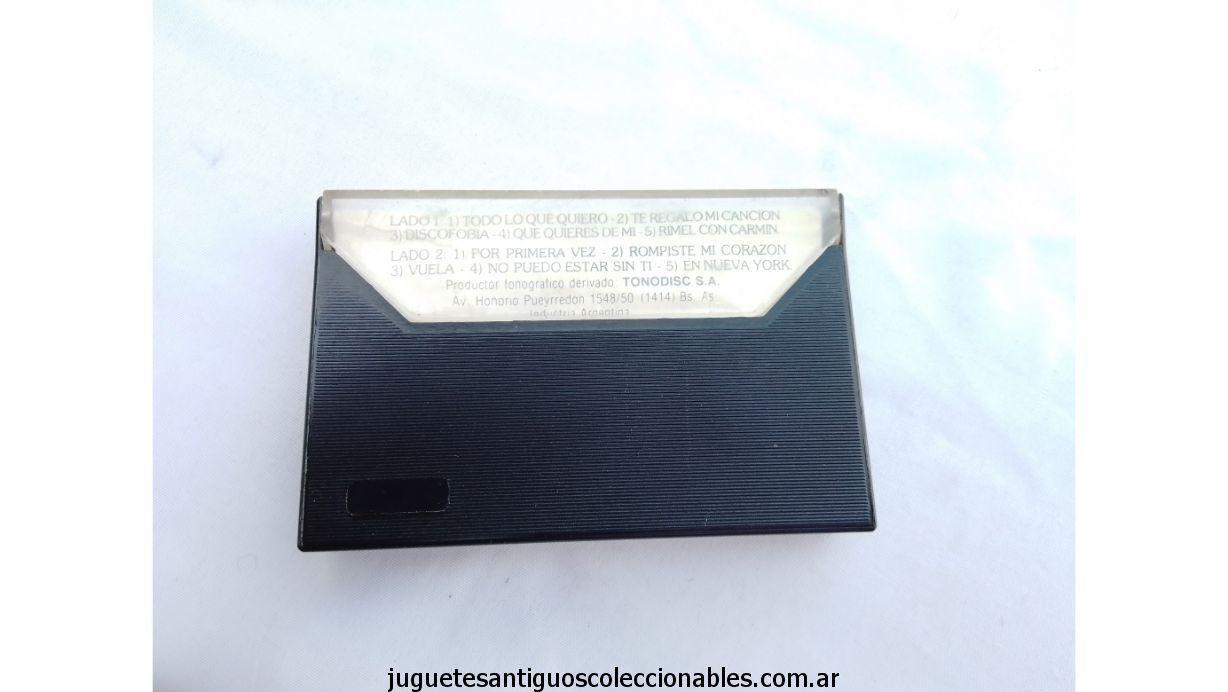 LADO 1: 1) TODO LO QUE QUIERO - 2) TE REGALO MI CANCION
3) DISCOFOBIA - 4) QUE QUIERES DE MI - 5) RIMEL CON CARMIN.
LADO 2: 1) POR PRIMERA VEZ - 2) ROMPISTE MI CORAZON
3) VUELA - 4) NO PUEDO ESTAR SIN TI - 5) EN NUEVA YORK.
Productor fonografico derivado: TONODISC S.A.
Av. Honorio Pueyrredon 1548/50 (1414) Bs. As.
Industria Argentina
juguetesantiguoscoleccionables.com.ar